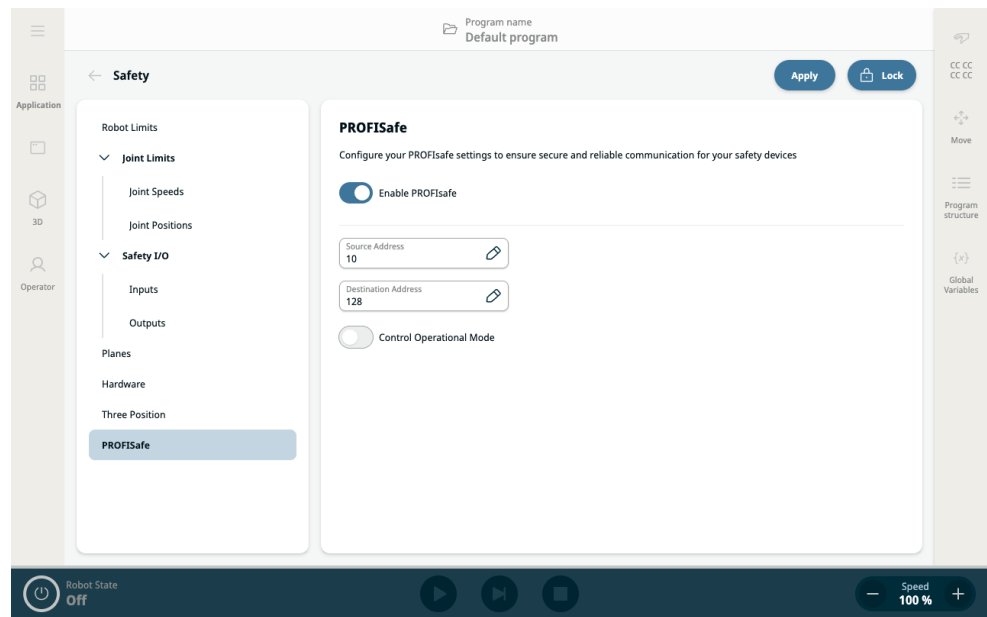 Program name
Default program
Safety
Apply
Lock
Application
3D
Operator
Robot Limits
Joint Limits
Joint Speeds
Joint Positions
Safety I/O
Inputs
Outputs
Planes
Hardware
Three Position
PROFISafe
PROFISafe
Configure your PROFIsafe settings to ensure secure and reliable communication for your safety devices
Enable PROFIsafe
Source Address
10
Destination Address
128
Control Operational Mode
CC CC
CC CC
Move
Program
structure
{x}
Global
Variables
Robot State
Off
Speed
100 %